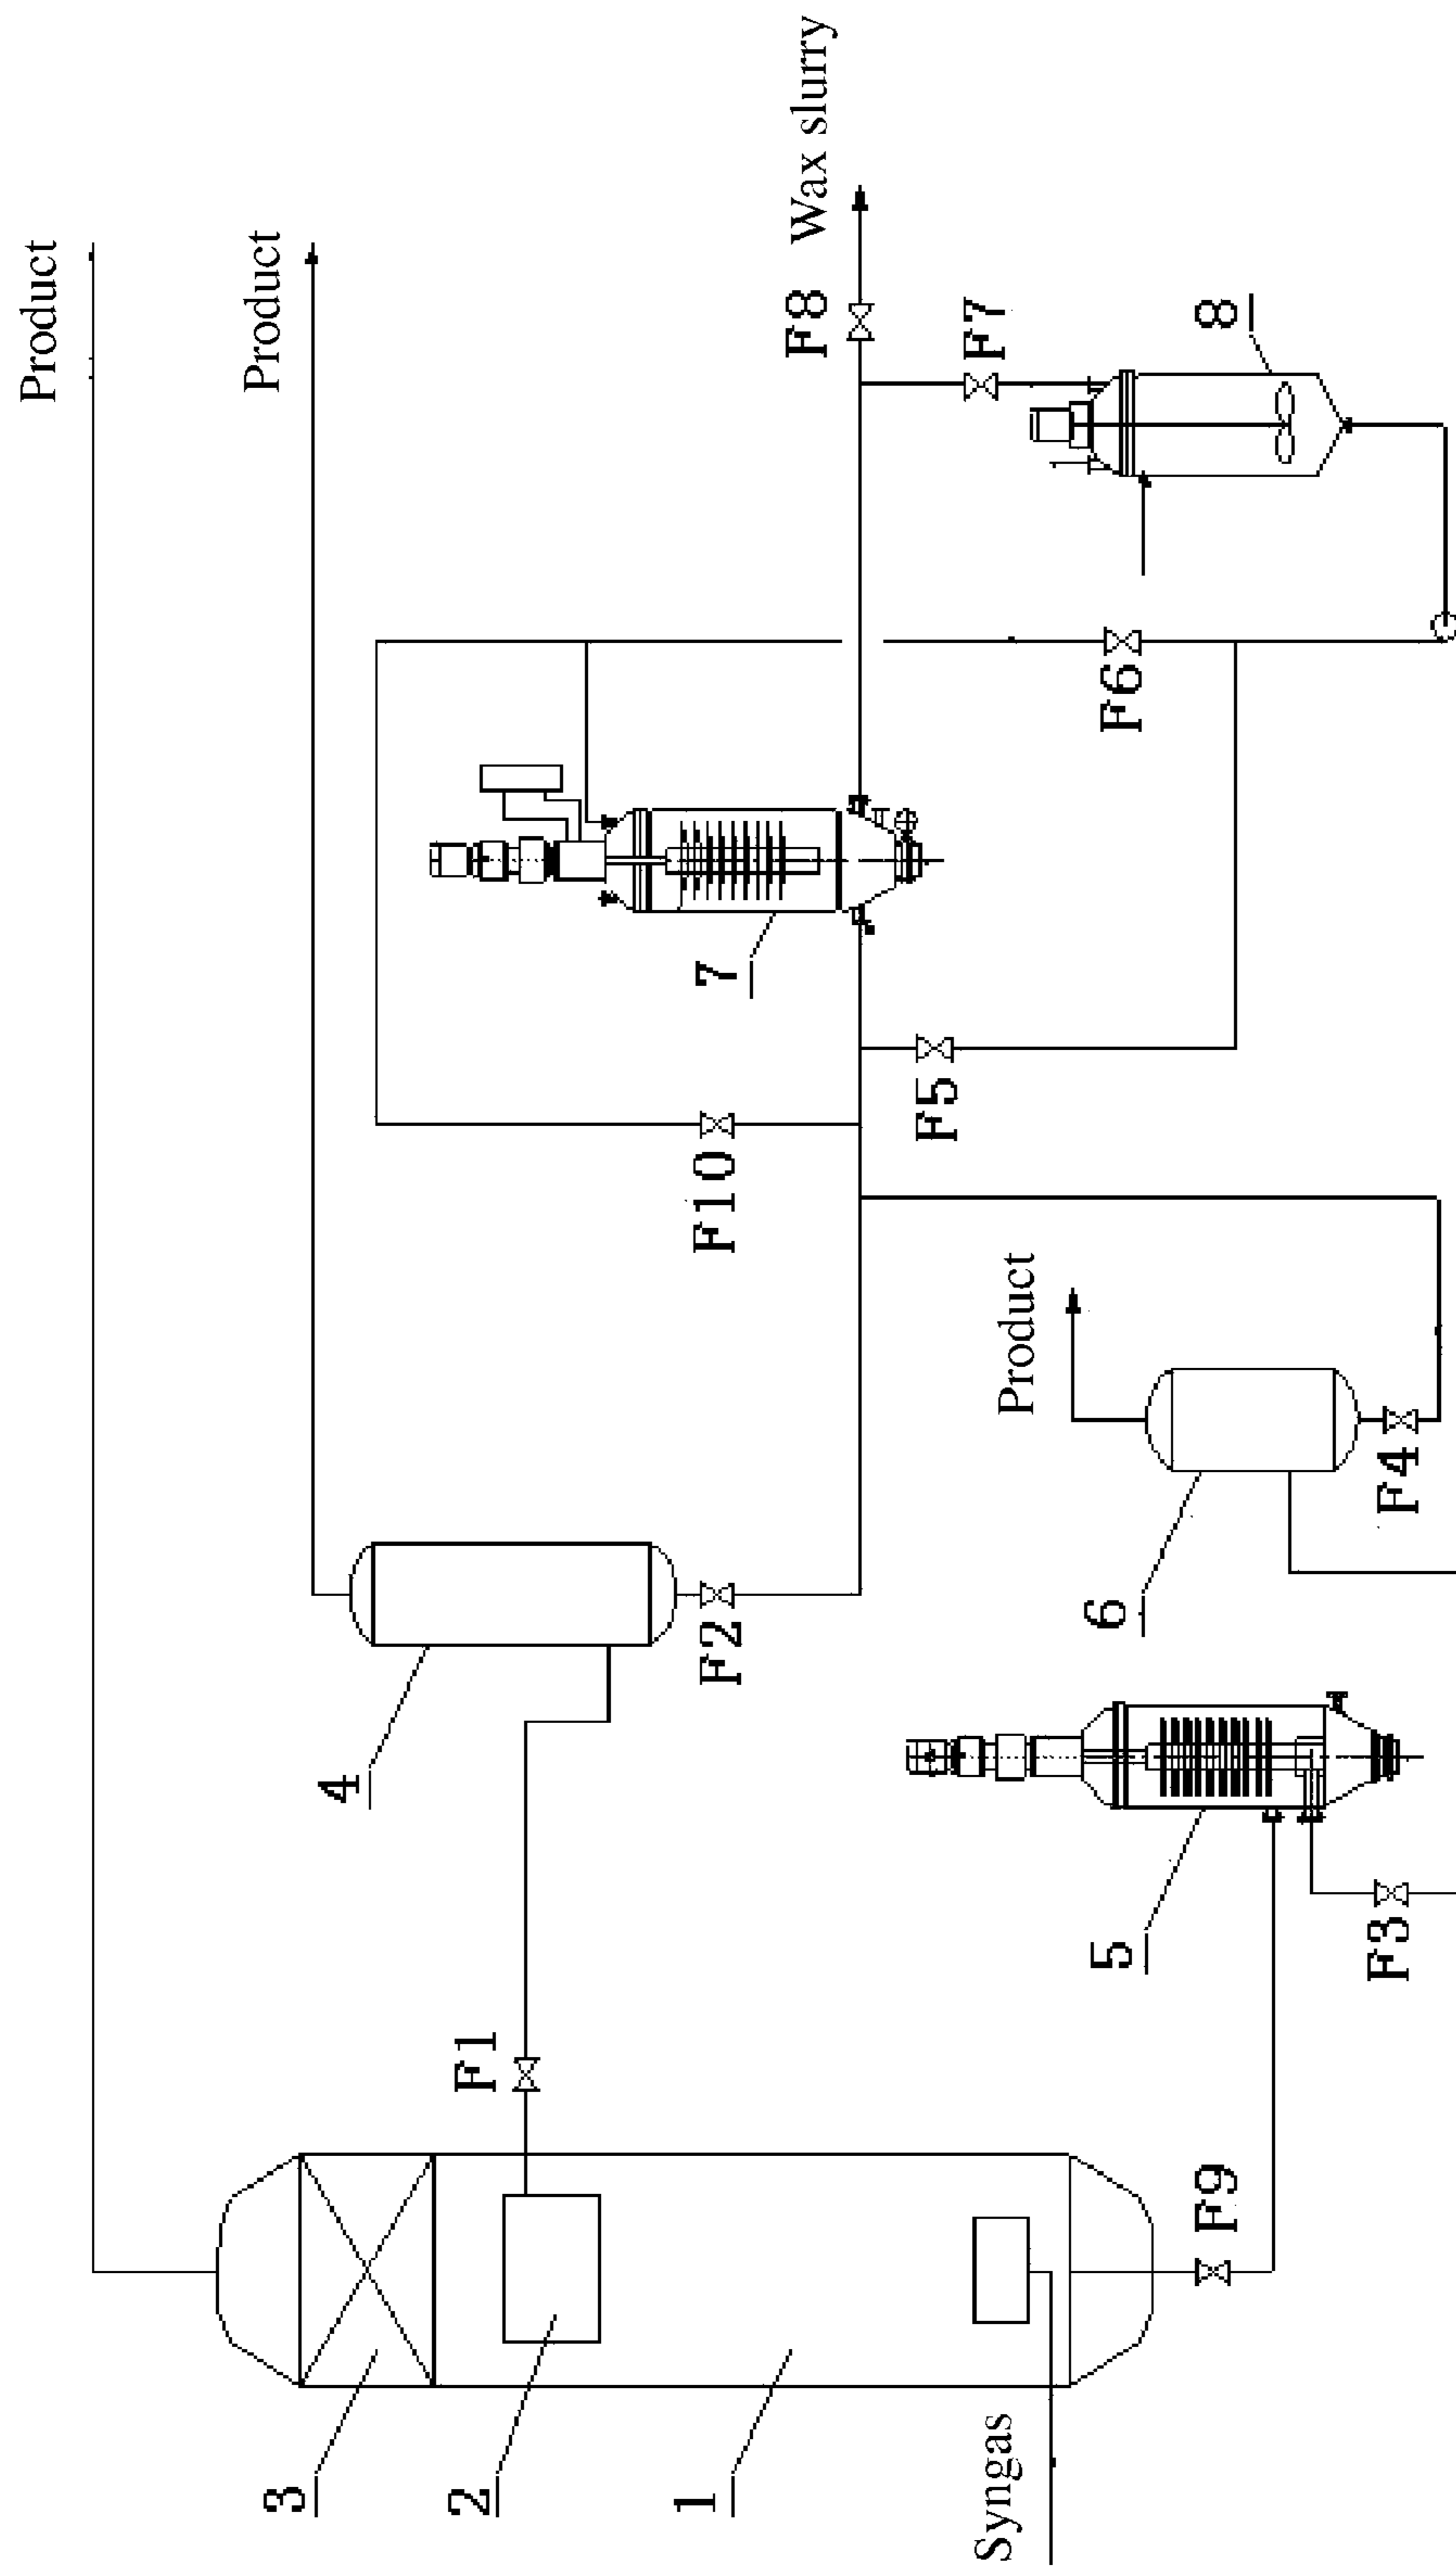 Product
Product
3
4
2
F1
1
F2
F10
7
F8
Wax slurry
F5
F7
Syngas
Product
5
6
F6
F9
8
F3
F4